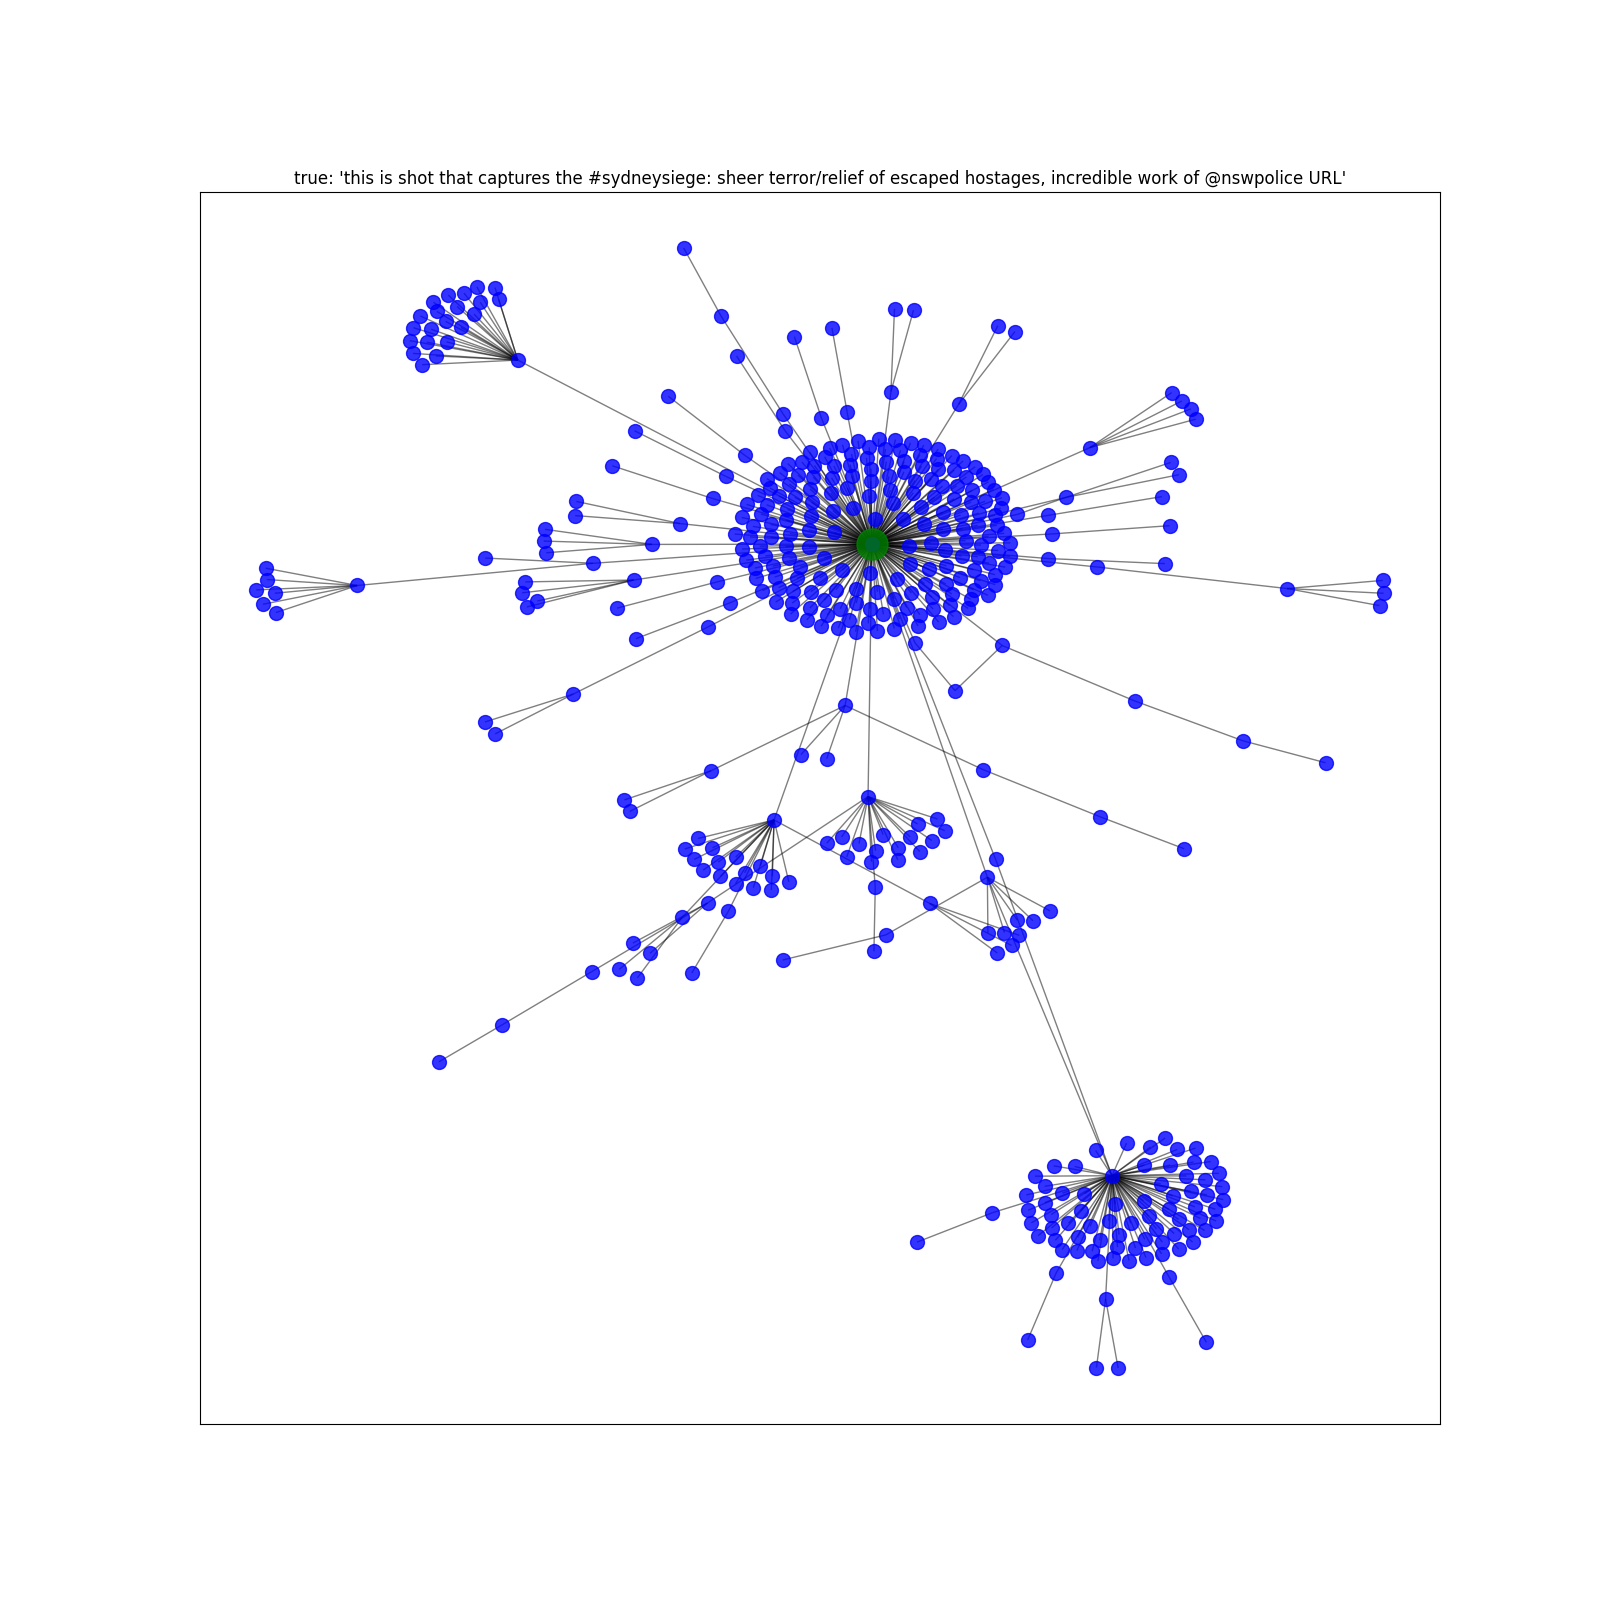 true: 'this is shot that captures the #sydneysiege: sheer terror/relief of escaped hostages, incredible work of @nswpolice URL'